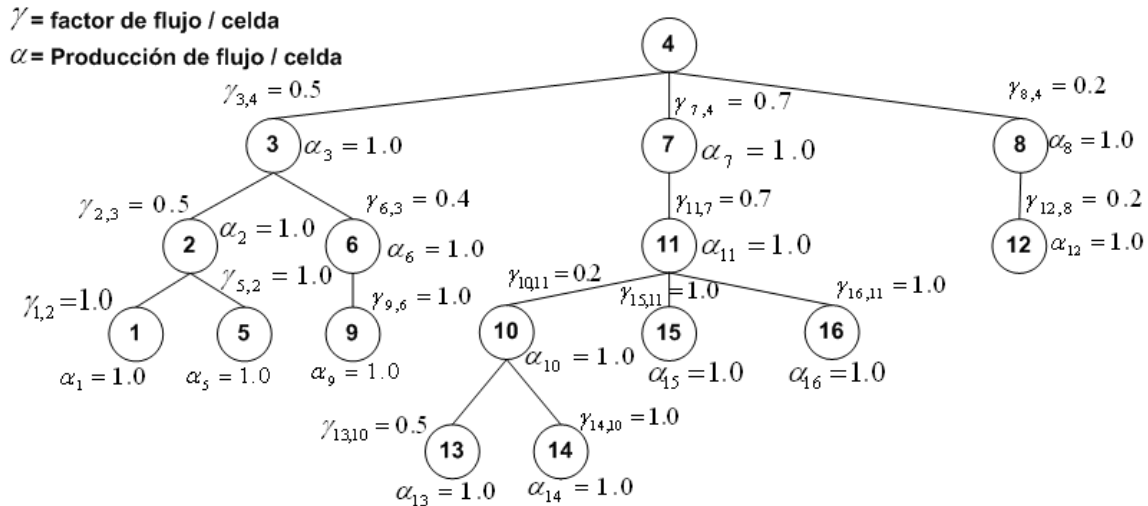 γ = factor de flujo / celda
α = Producción de flujo / celda
4
γ3,4 = 0.5
γ7,4 = 0.7
γ8,4 = 0.2
3
α3 = 1.0
7
α7 = 1.0
8
α8 = 1.0
γ2,3 = 0.5
γ6,3 = 0.4
γ11,7 = 0.7
γ12,8 = 0.2
2
α2 = 1.0
6
α6 = 1.0
11
α11 = 1.0
12
α12 = 1.0
γ1,2 = 1.0
γ5,2 = 1.0
γ9,6 = 1.0
γ10,11 = 0.2
γ15,11 = 1.0
γ16,11 = 1.0
1
5
9
10
15
16
α1 = 1.0
α5 = 1.0
α9 = 1.0
α10 = 1.0
α15 = 1.0
α16 = 1.0
γ13,10 = 0.5
γ14,10 = 1.0
13
14
α13 = 1.0
α14 = 1.0